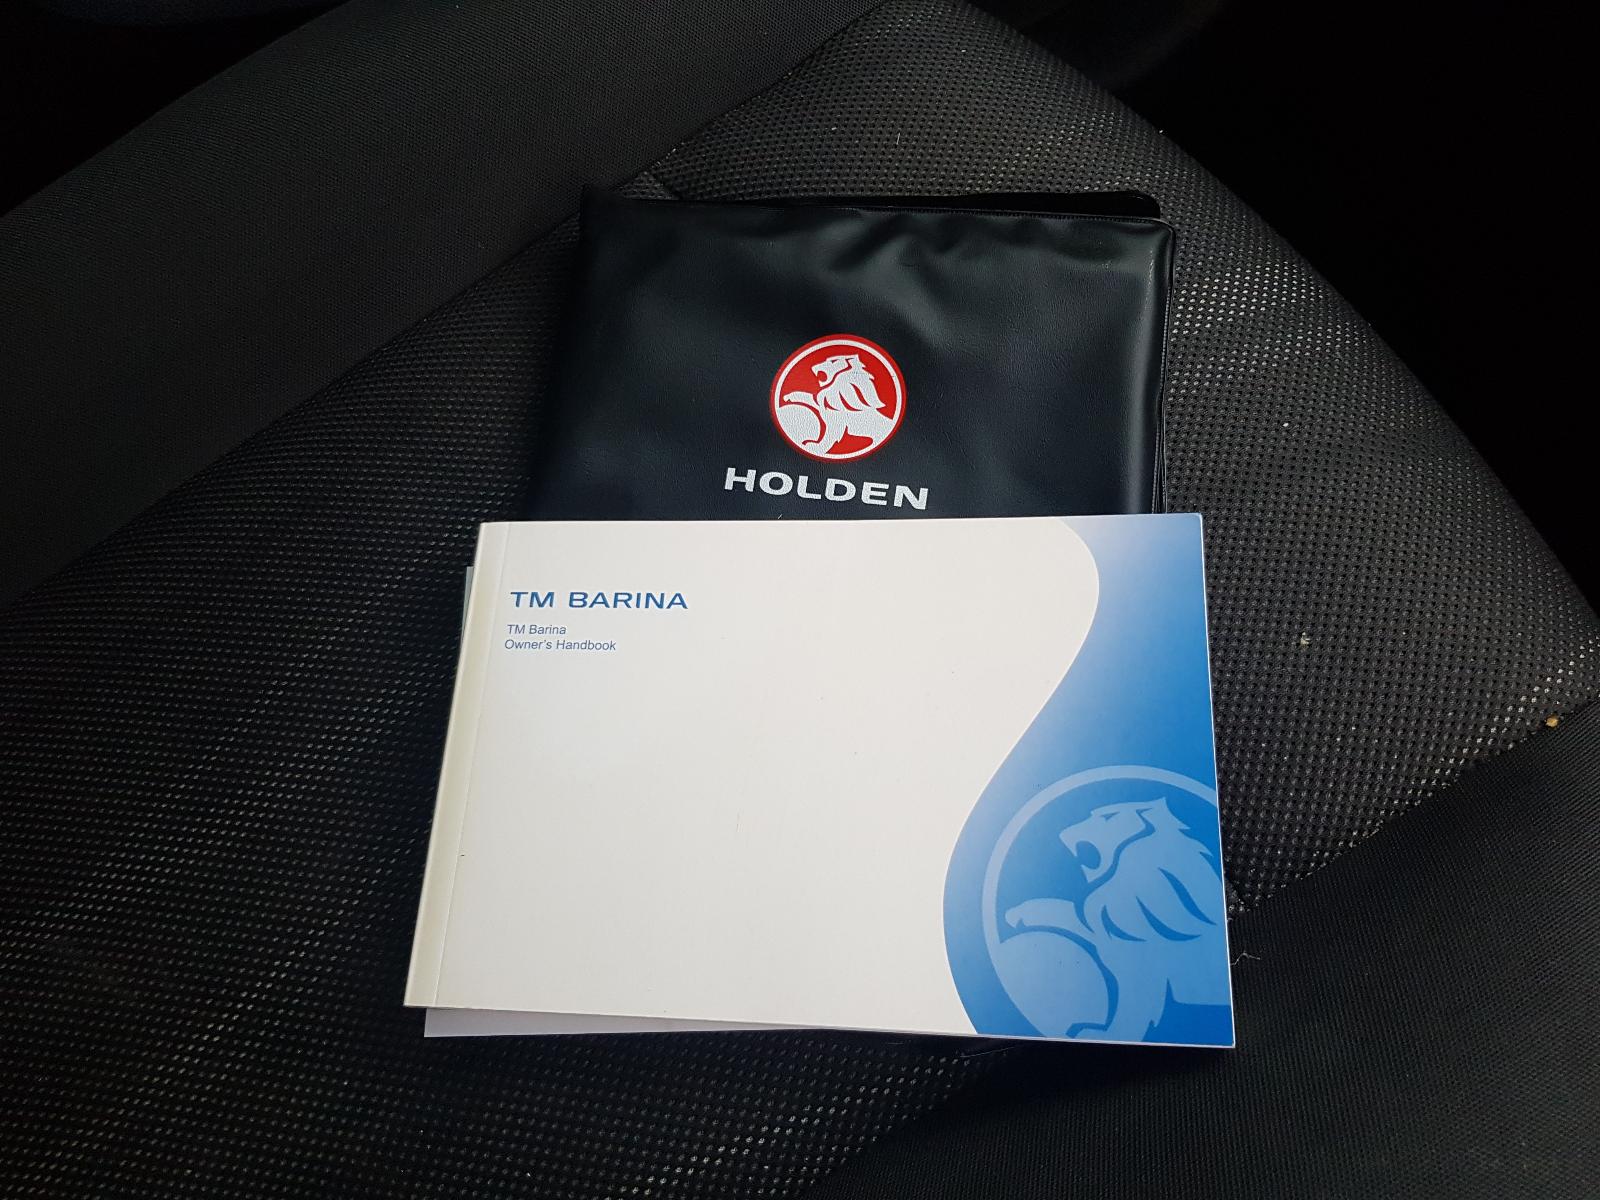 HOLDEN
TM BARINA
TM Barina
Owner's Handbook